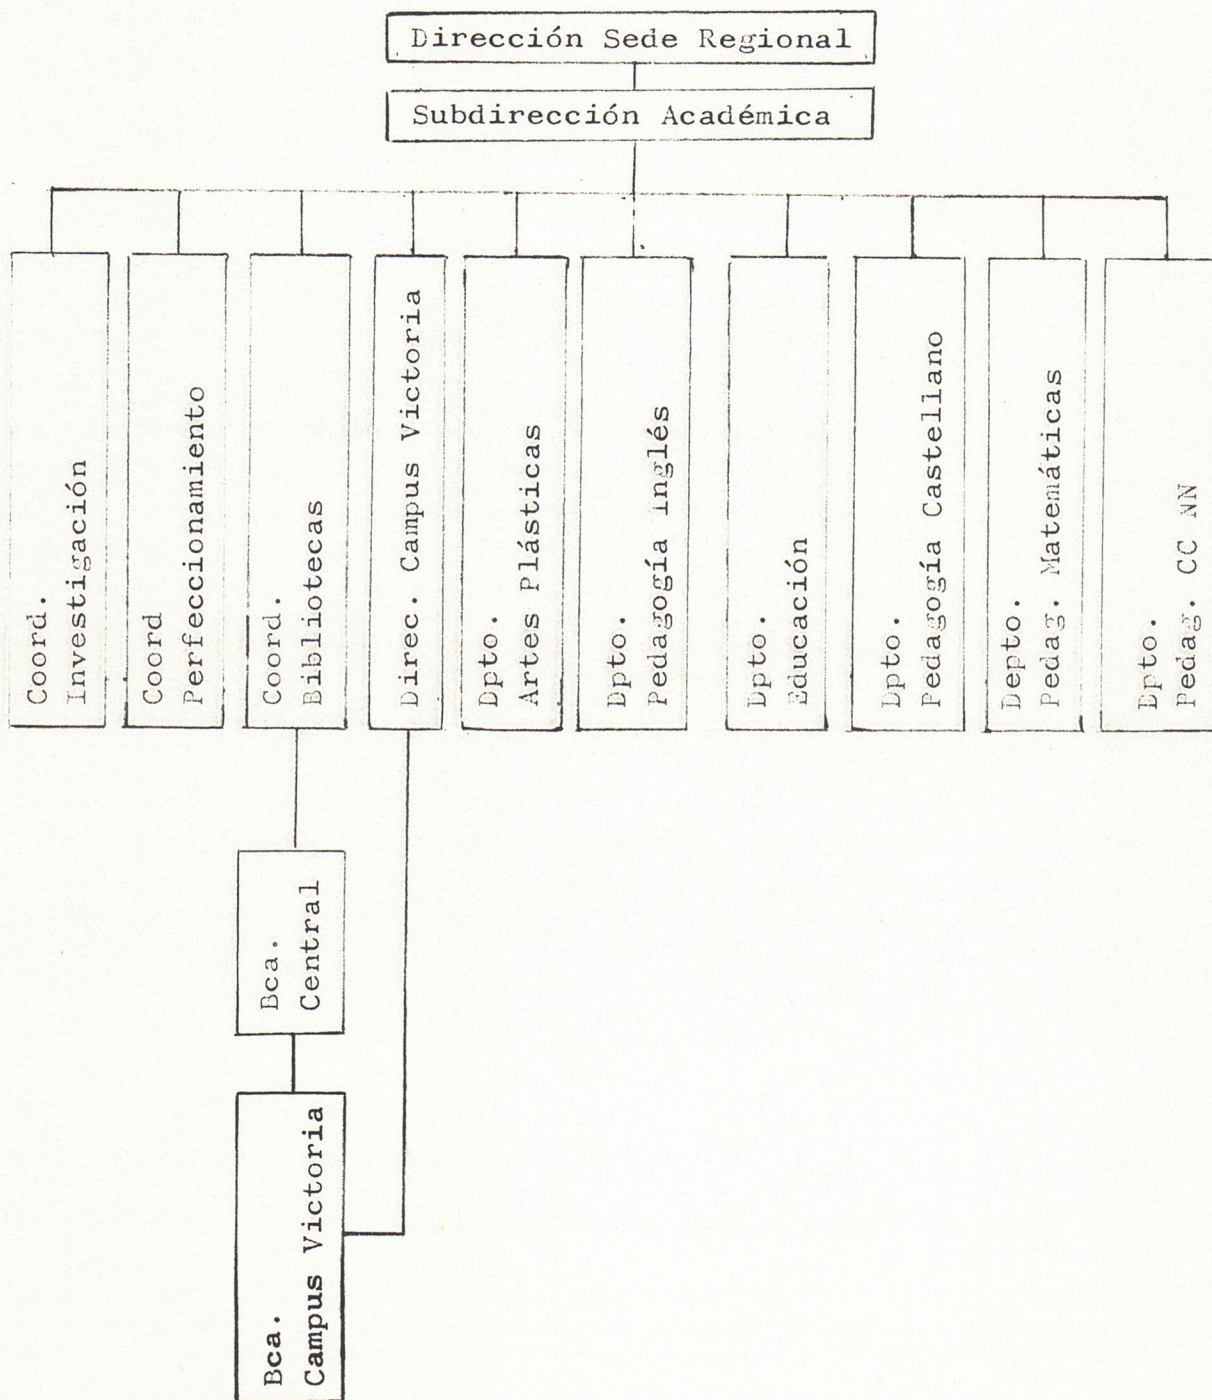 Dirección Sede Regional
Subdirección Académica
Coord.
Investigación
Coord
Perfeccionamiento
Coord.
Bibliotecas
Direc. Campus Victoria
Dpto.
Artes Plásticas
Dpto.
Pedagogía Inglés
Dpto.
Educación
Dpto.
Pedagogía Castellano
Depto.
Pedag. Matemáticas
Dpto.
Pedag. CC NN
Bca.
Central
Bca.
Campus Victoria